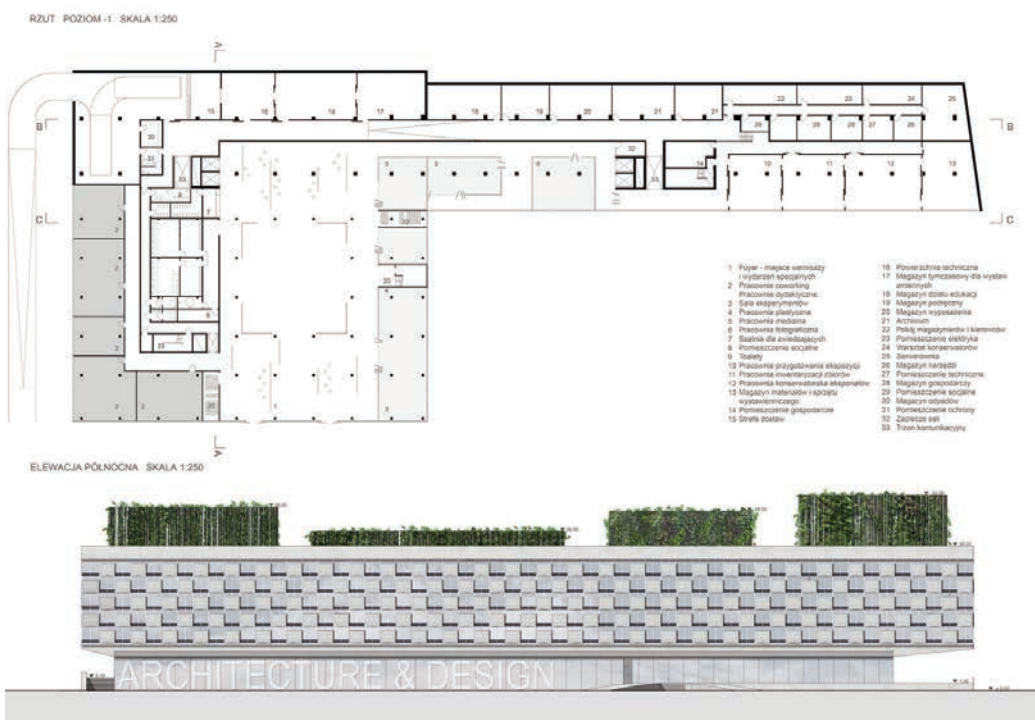 RZUT POZIOM -1 SKALA 1:250
A
B
B
C
C
A
1 Foyer - miejsce wernisaży
i wydarzeń specjalnych
2 Pracownie coworking
Pracownie dydaktyczne.
3 Sala eksperymentów
4 Pracownia plastyczna
5 Pracownia medialna
6 Pracownia fotograficzna
7 Szatnia dla zwiedzających
8 Pomieszczenie socjalne
9 Toalety
10 Pracownia przygotowania ekspozycji
11 Pracownia inwentaryzacji zbiorów
12 Pracownia konserwatorska eksponatów
13 Magazyn materiałów i sprzętu
wystawienniczego
14 Pomieszczenie gospodarcze
15 Strefa dostaw
16 Powierzchnia techniczna
17 Magazyn tymczasowy dla wystaw
zmiennych
18 Magazyn działu edukacji
19 Magazyn podręczny
20 Magazyn wyposażenia
21 Archiwum
22 Pokój magazynierów i kierowców
23 Pomieszczenie elektryka
24 Warsztat konserwatorów
25 Serwerownia
26 Magazyn narzędzi
27 Pomieszczenie techniczne
28 Magazyn gospodarczy
29 Pomieszczenie socjalne
30 Magazyn odpadów
31 Pomieszczenie ochrony
32 Zaplecze sali
33 Trzon komunikacyjny
ELEWACJA PÓŁNOCNA SKALA 1:250
ARCHITECTURE & DESIGN